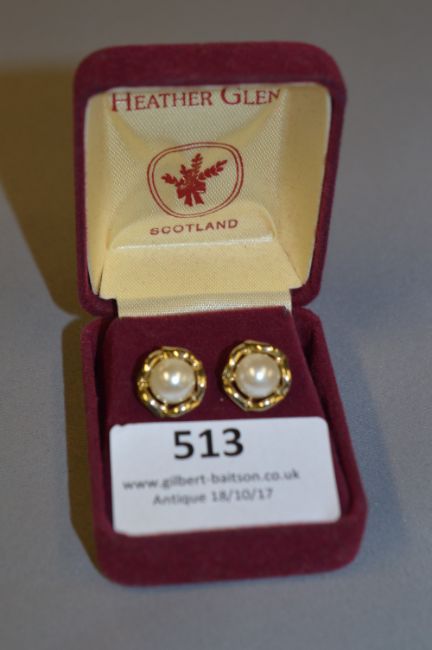 HEATHER GLEN
SCOTLAND
513
www.gilbert-baitson.co.uk
Antique 18/10/17